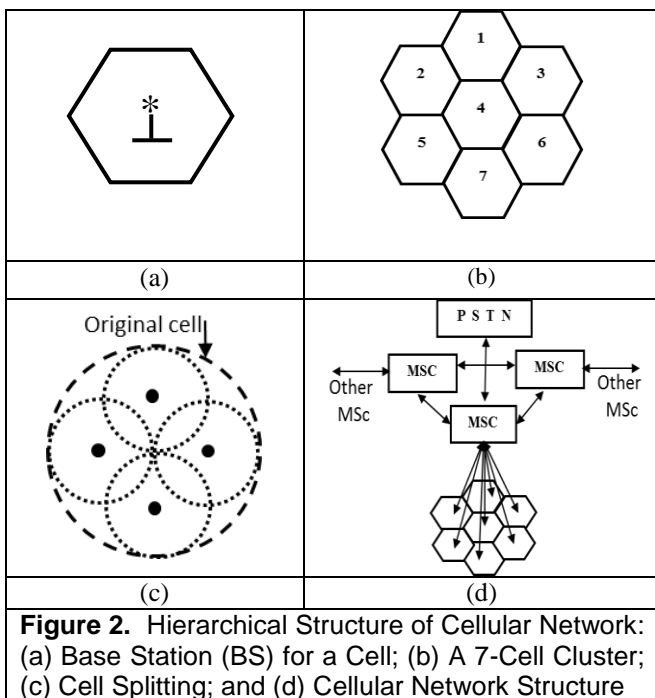 *
1
2
3
4
5
6
7
(a)
(b)
Original cell
P S T N
MSC
MSC
Other
MSc
Other
MSc
MSC
(c)
(d)
Figure 2. Hierarchical Structure of Cellular Network:
(a) Base Station (BS) for a Cell; (b) A 7-Cell Cluster;
(c) Cell Splitting; and (d) Cellular Network Structure